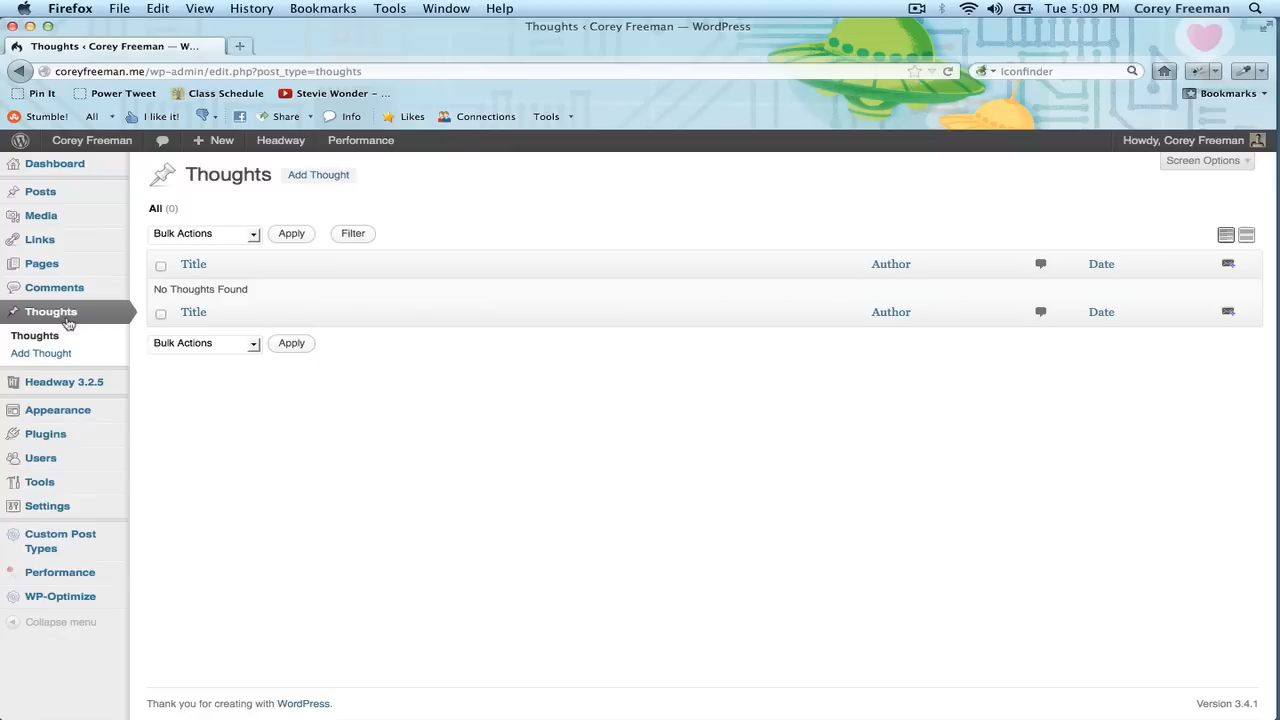 Firefox File Edit View History Bookmarks Tools Window Help Tue 5:09 PM Corey Freeman
Thoughts ‹ Corey Freeman — WordPress
Thoughts ‹ Corey Freeman — W...
coreyfreeman.me/wp-admin/edit.php?post_type=thoughts Iconfinder
Pin It Power Tweet Class Schedule Stevie Wonder – ... Bookmarks
Stumble! All I like it! Share Info Likes Connections Tools
Corey Freeman + New Headway Performance Howdy, Corey Freeman
Screen Options
Dashboard
Posts
Media
Links
Pages
Comments
Thoughts
Thoughts
Add Thought
Headway 3.2.5
Appearance
Plugins
Users
Tools
Settings
Custom Post
Types
Performance
WP-Optimize
Collapse menu
Thoughts Add Thought
All (0)
Bulk Actions Apply Filter
Title Author Date
No Thoughts Found
Title Author Date
Bulk Actions Apply
Thank you for creating with WordPress. Version 3.4.1